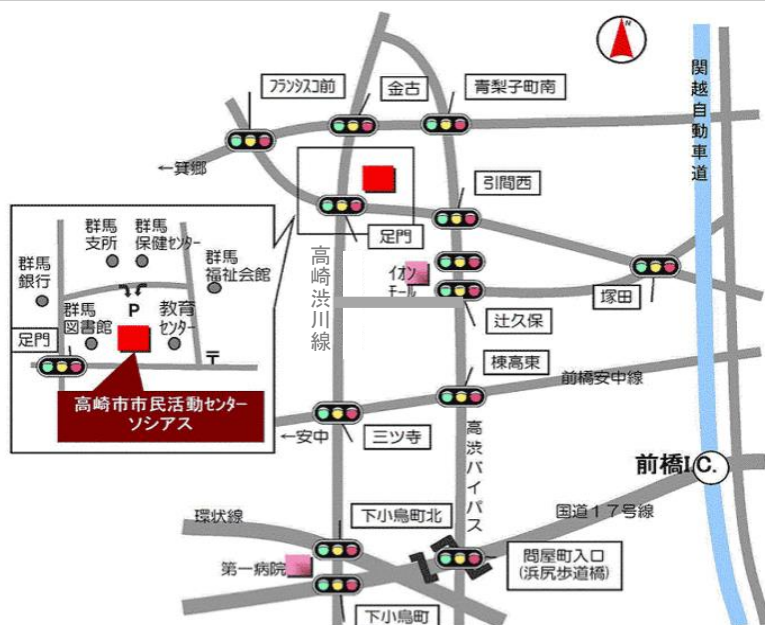 N
フランシスコ前
金古
青梨子町南
関越自動車道
←箕郷
引間西
足門
高崎渋川線
イオン
モール
辻久保
塚田
群馬
支所
群馬
保健センター
群馬
銀行
群馬
福祉会館
P
群馬
図書館
教育
センター
足門
〒
高崎市市民活動センター
ソシアス
棟高東
前橋安中線
←安中
三ツ寺
高渋バイパス
前橋I.C.
環状線
下小鳥町北
国道17号線
第一病院
問屋町入口
(浜尻歩道橋)
下小鳥町